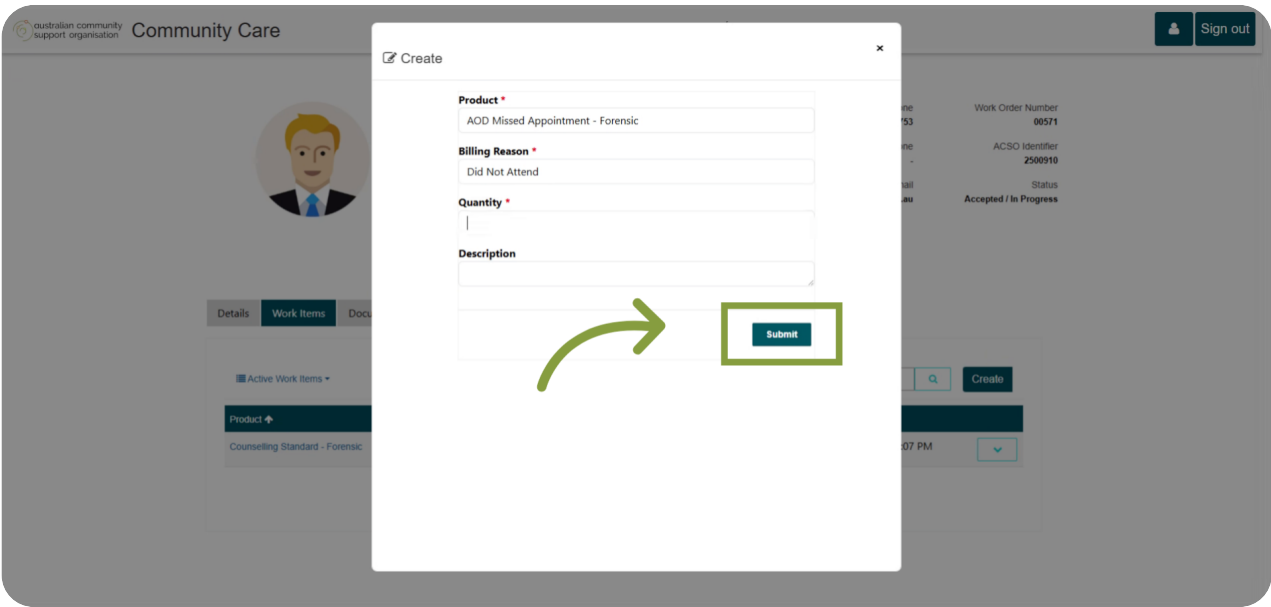 australian community
support organisation
Community Care
Sign out
Create
×
Product *
AOD Missed Appointment - Forensic
Billing Reason *
Did Not Attend
Quantity *
Description
Submit
Work Order Number
00571
ACSO Identifier
2500910
Status
Accepted / In Progress
Details
Work Items
Active Work Items
Create
Product
Counselling Standard - Forensic
:07 PM